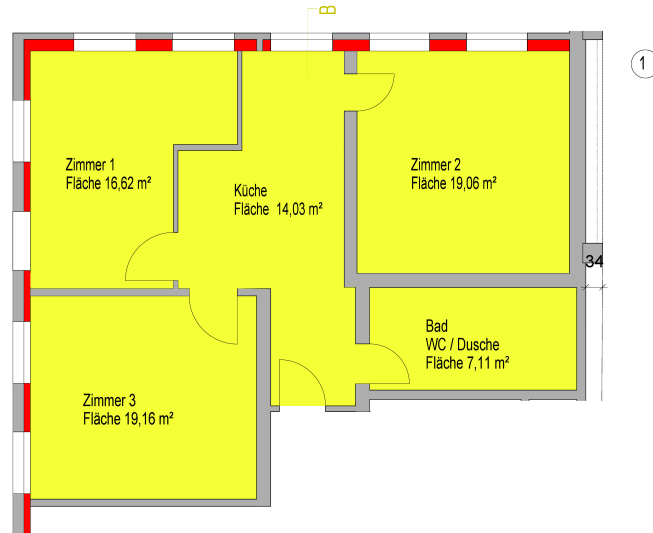 B
1
Zimmer 1
Fläche 16,62 m²
Zimmer 2
Fläche 19,06 m²
Küche
Fläche 14,03 m²
34
Bad
WC / Dusche
Fläche 7,11 m²
Zimmer 3
Fläche 19,16 m²